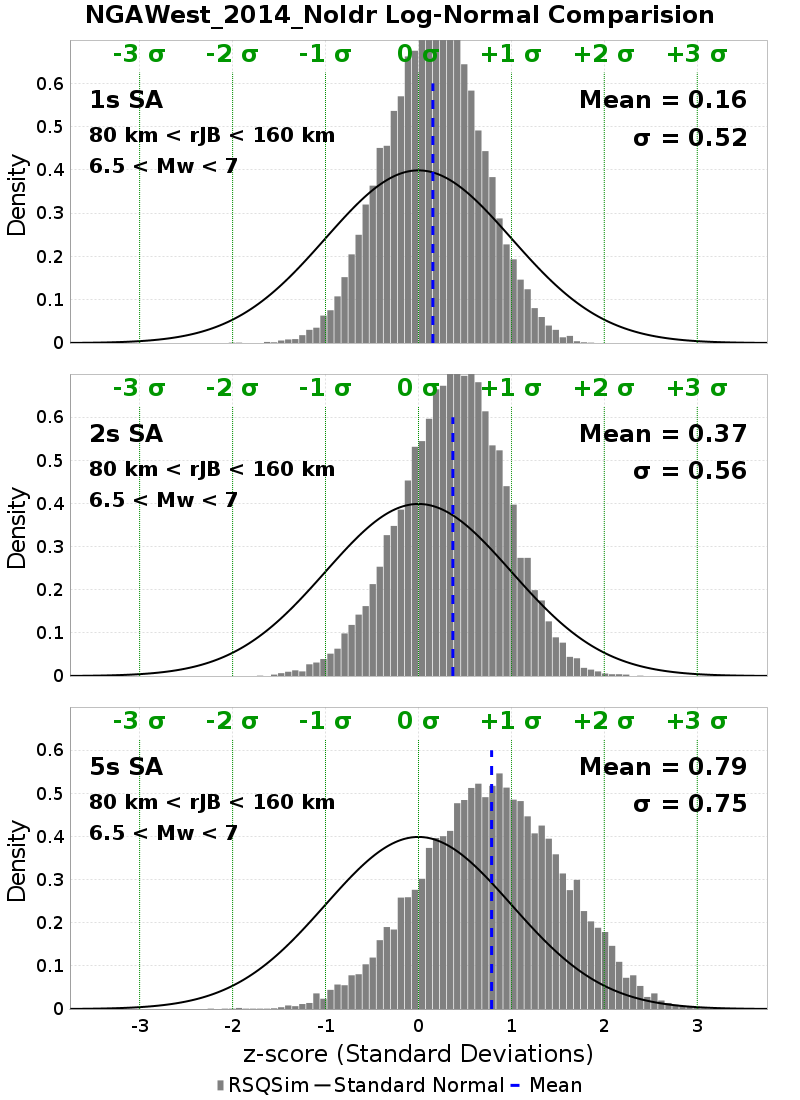 NGAWest_2014_NoIdr Log-Normal Comparision
-3 σ -2 σ -1 σ 0 σ +1 σ +2 σ +3 σ
1s SA Mean = 0.16
80 km < rJB < 160 km σ = 0.52
6.5 < Mw < 7
Density
0.6
0.5
0.4
0.3
0.2
0.1
0
-3 σ -2 σ -1 σ 0 σ +1 σ +2 σ +3 σ
2s SA Mean = 0.37
80 km < rJB < 160 km σ = 0.56
6.5 < Mw < 7
Density
0.6
0.5
0.4
0.3
0.2
0.1
0
-3 σ -2 σ -1 σ 0 σ +1 σ +2 σ +3 σ
5s SA Mean = 0.79
80 km < rJB < 160 km σ = 0.75
6.5 < Mw < 7
Density
0.6
0.5
0.4
0.3
0.2
0.1
0
-3 -2 -1 0 1 2 3
z-score (Standard Deviations)
RSQSim Standard Normal Mean